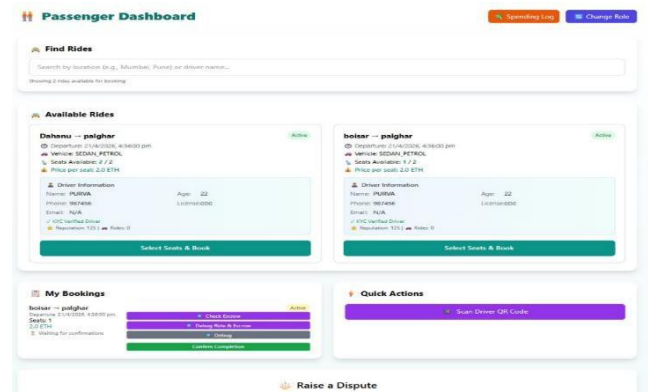 Passenger Dashboard
Spending Log
Change Role
Find Rides
Search by location (e.g., Mumbai, Pune) or driver name...
Showing 2 rides available for booking
Available Rides
Dahanu → palghar
Active
Departure: 21/4/2026, 4:36:00 pm
Vehicle: SEDAN_PETROL
Seats Available: 2 / 2
Price per seat: 2.0 ETH
Driver Information
Name: PURVA
Age: 22
Phone: 987456
License:
Email: N/A
✓ KYC Verified Driver
Reputation: 125 | Rides: 0
Select Seats & Book
boisar → palghar
Active
Departure: 21/4/2026, 4:36:00 pm
Vehicle: SEDAN_PETROL
Seats Available: 1 / 2
Price per seat: 2.0 ETH
Driver Information
Name: PURVA
Age: 22
Phone: 987456
License:
Email: N/A
✓ KYC Verified Driver
Reputation: 125 | Rides: 0
Select Seats & Book
My Bookings
boisar → palghar
Active
Departure: 21/4/2026, 4:36:00 pm
Seats: 1
2.0 ETH
Waiting for confirmations
Check Escrow
Debug Ride & Escrow
Debug
Confirm Completion
Quick Actions
Scan Driver QR Code
Raise a Dispute